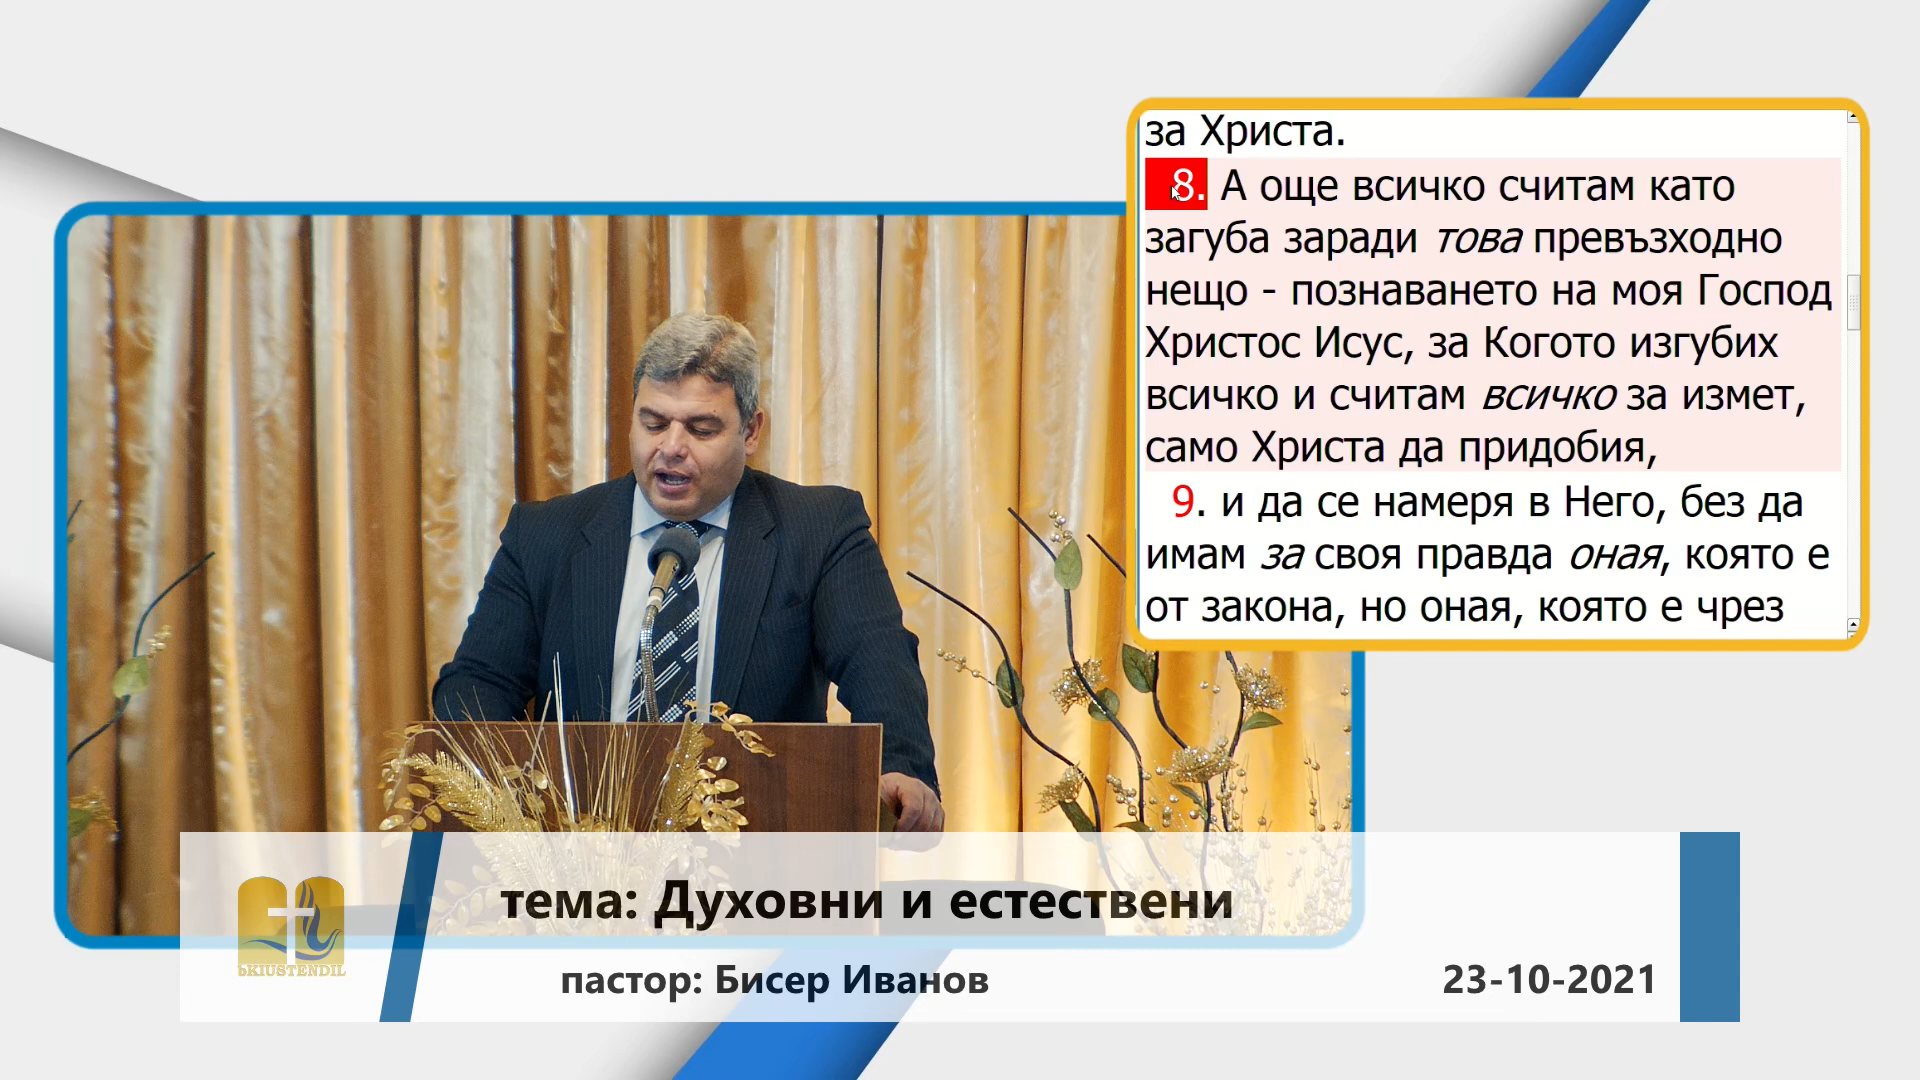 за Христа.
8. А още всичко считам като
загуба заради това превъзходно
нещо - познаването на моя Господ
Христос Исус, за Когото изгубих
всичко и считам всичко за измет,
само Христа да придобия,
9. и да се намеря в Него, без да
имам за своя правда оная, която е
от закона, но оная, която е чрез
тема: Духовни и естествени
bKIUSTENDIL
пастор: Бисер Иванов
23-10-2021